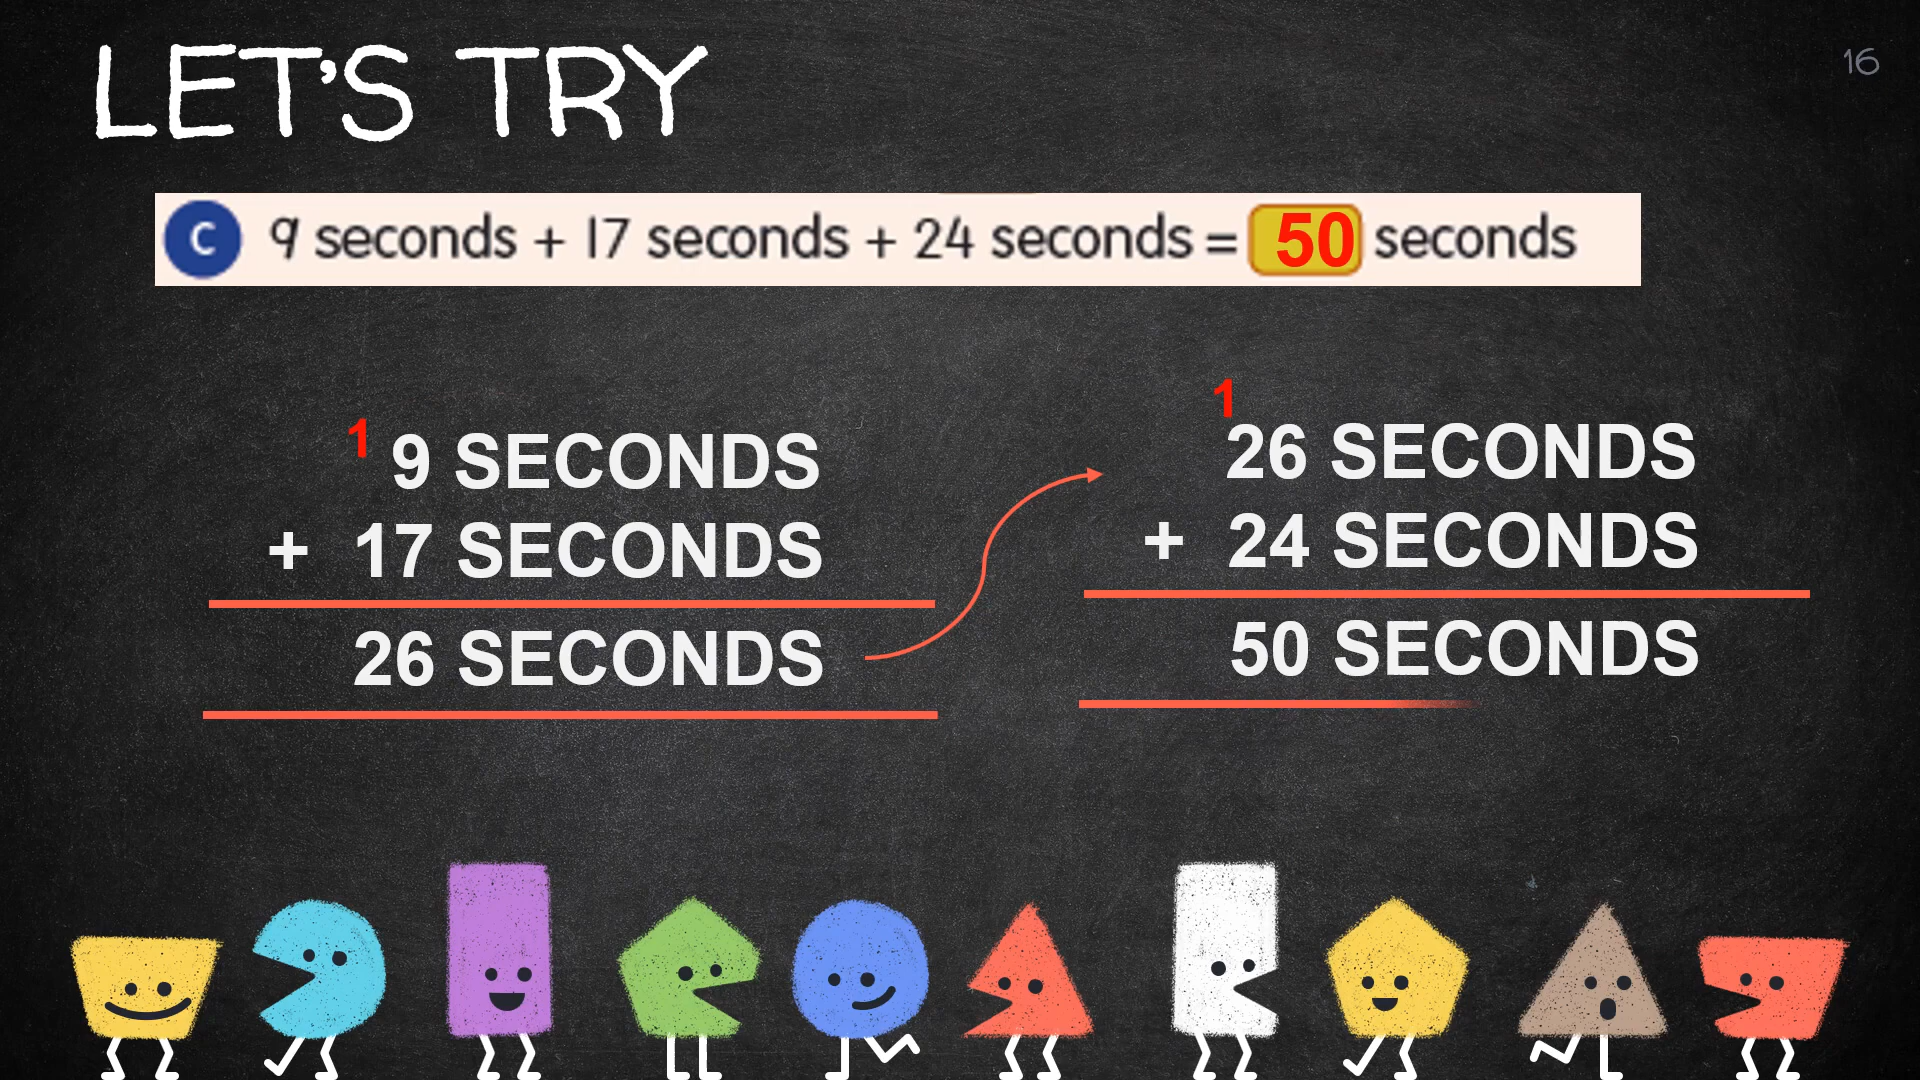 LET'S TRY
16
C 9 seconds + 17 seconds + 24 seconds = 50 seconds
1
9 SECONDS
+ 17 SECONDS
26 SECONDS
1
26 SECONDS
+ 24 SECONDS
50 SECONDS